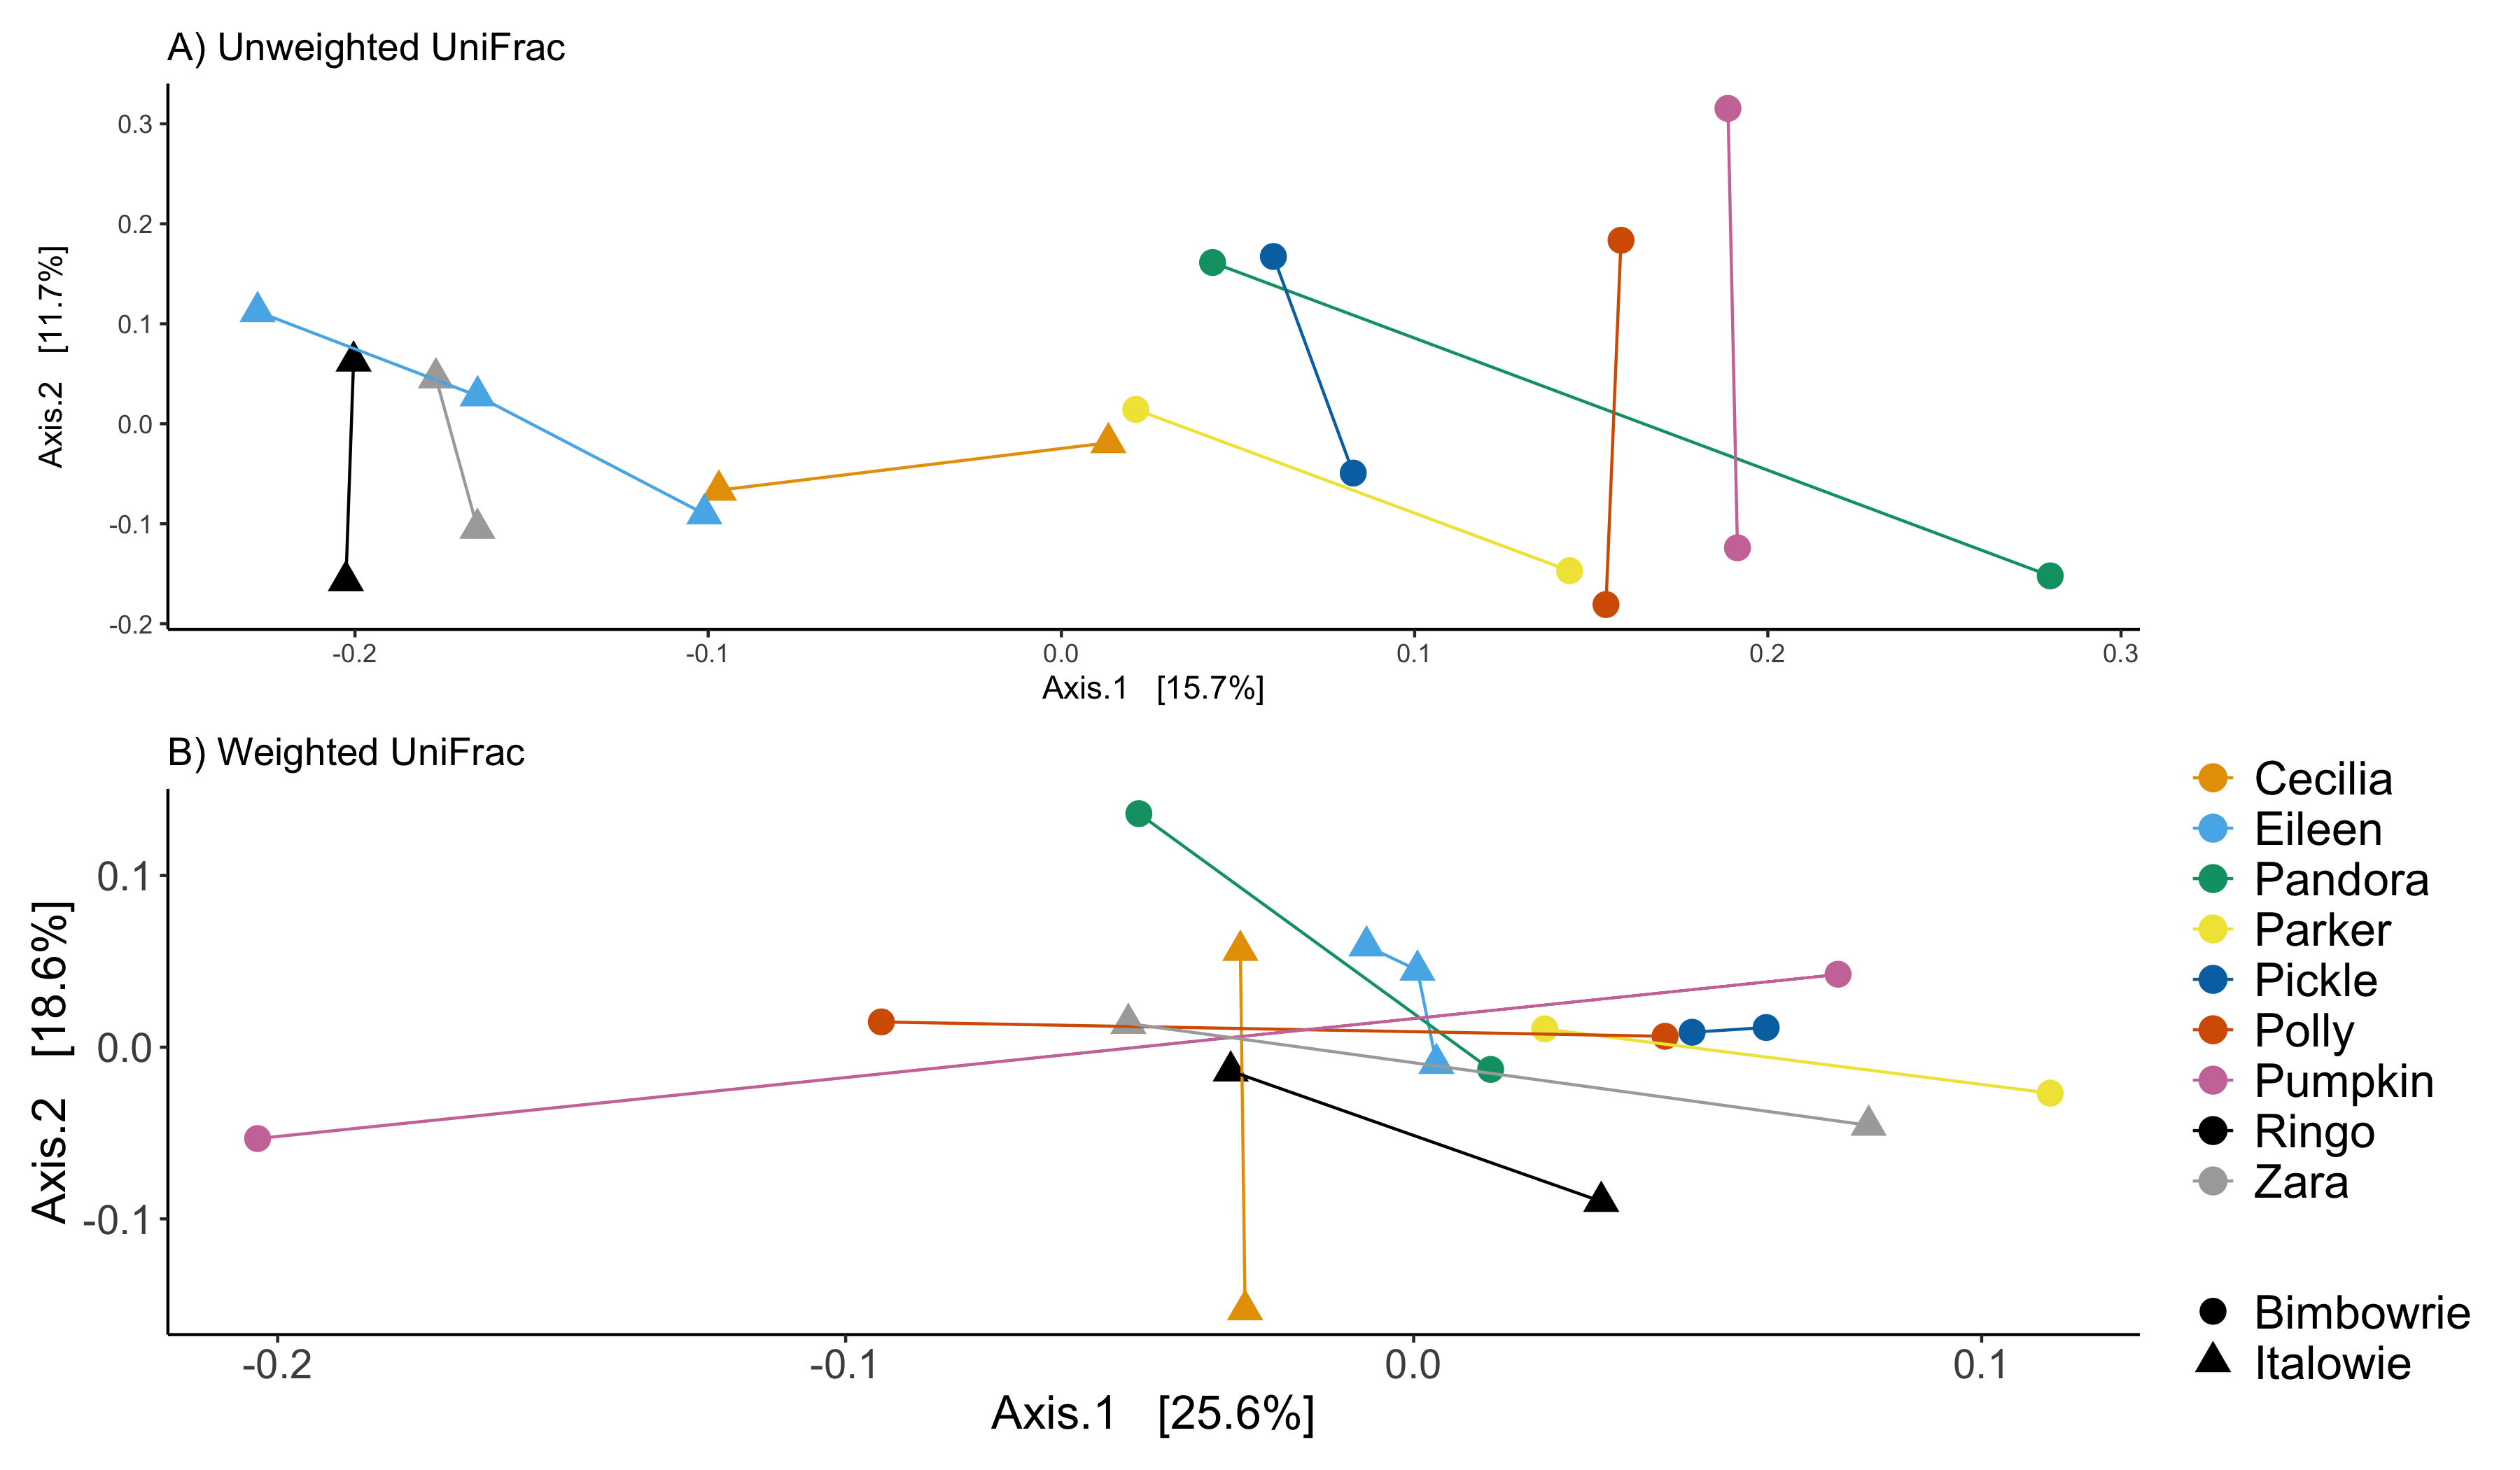 A) Unweighted UniFrac
0.3
0.2
0.1
0.0
-0.1
-0.2
Axis.2 [11.7%]
-0.2 -0.1 0.0 0.1 0.2 0.3
Axis.1 [15.7%]
B) Weighted UniFrac
0.1
0.0
-0.1
Axis.2 [18.6%]
-0.2 -0.1 0.0 0.1
Axis.1 [25.6%]
Cecilia
Eileen
Pandora
Parker
Pickle
Polly
Pumpkin
Ringo
Zara
Bimbowrie
Italowie